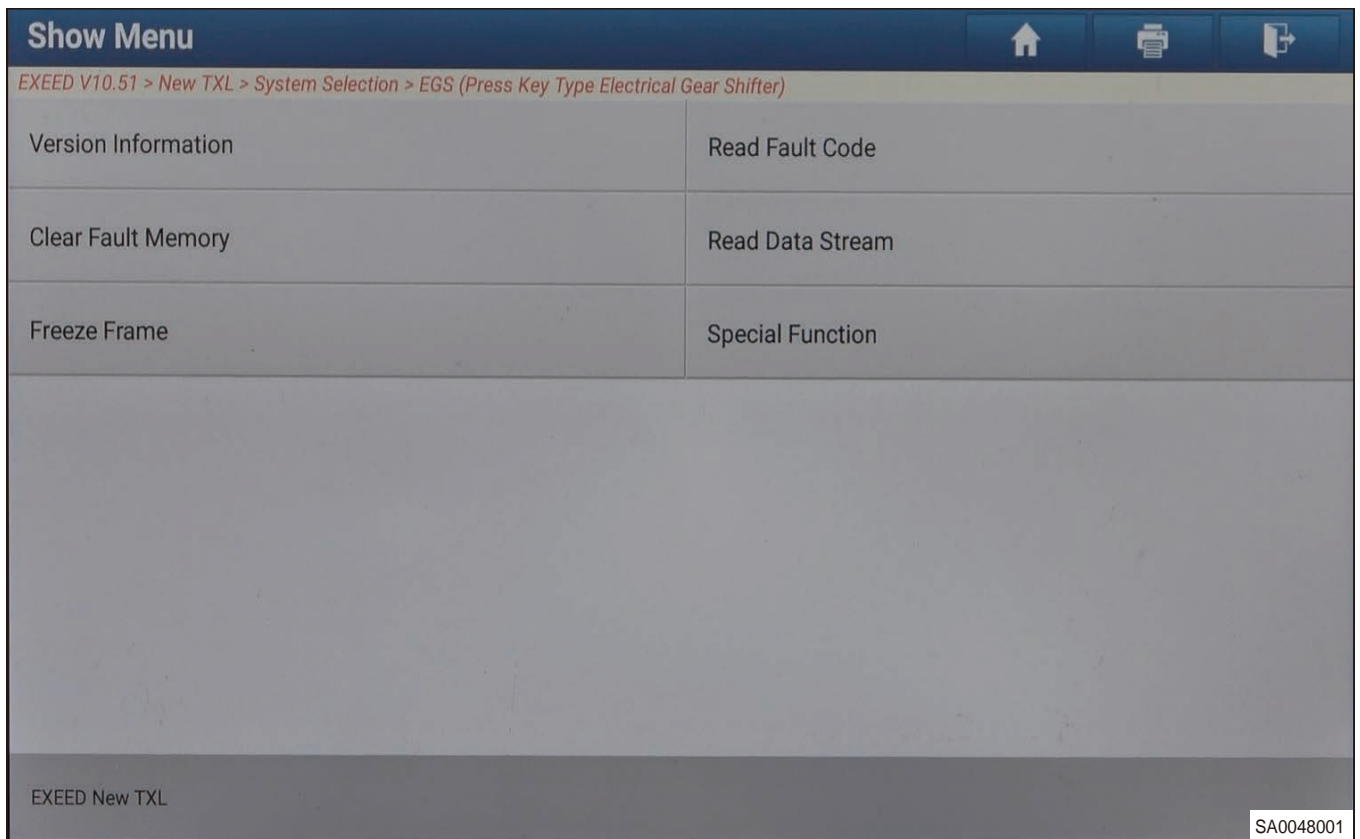 Show Menu
EXEED V10.51 > New TXL > System Selection > EGS (Press Key Type Electrical Gear Shifter)
Version Information
Read Fault Code
Clear Fault Memory
Read Data Stream
Freeze Frame
Special Function
EXEED New TXL
SA0048001